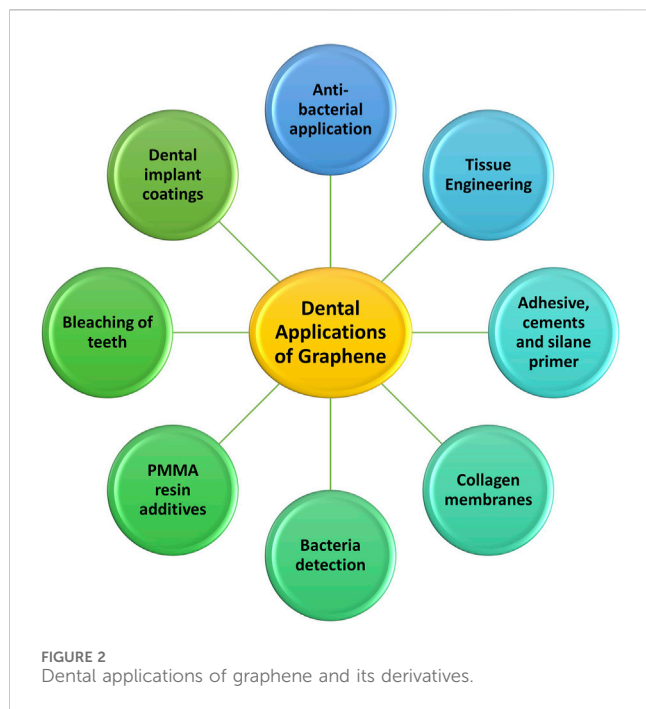 Anti-
bacterial
application
Tissue
Engineering
Adhesive,
cements
and silane
primer
Collagen
membranes
Bacteria
detection
PMMA
resin
additives
Bleaching of
teeth
Dental
implant
coatings
Dental
Applications
of Graphene
FIGURE 2
Dental applications of graphene and its derivatives.